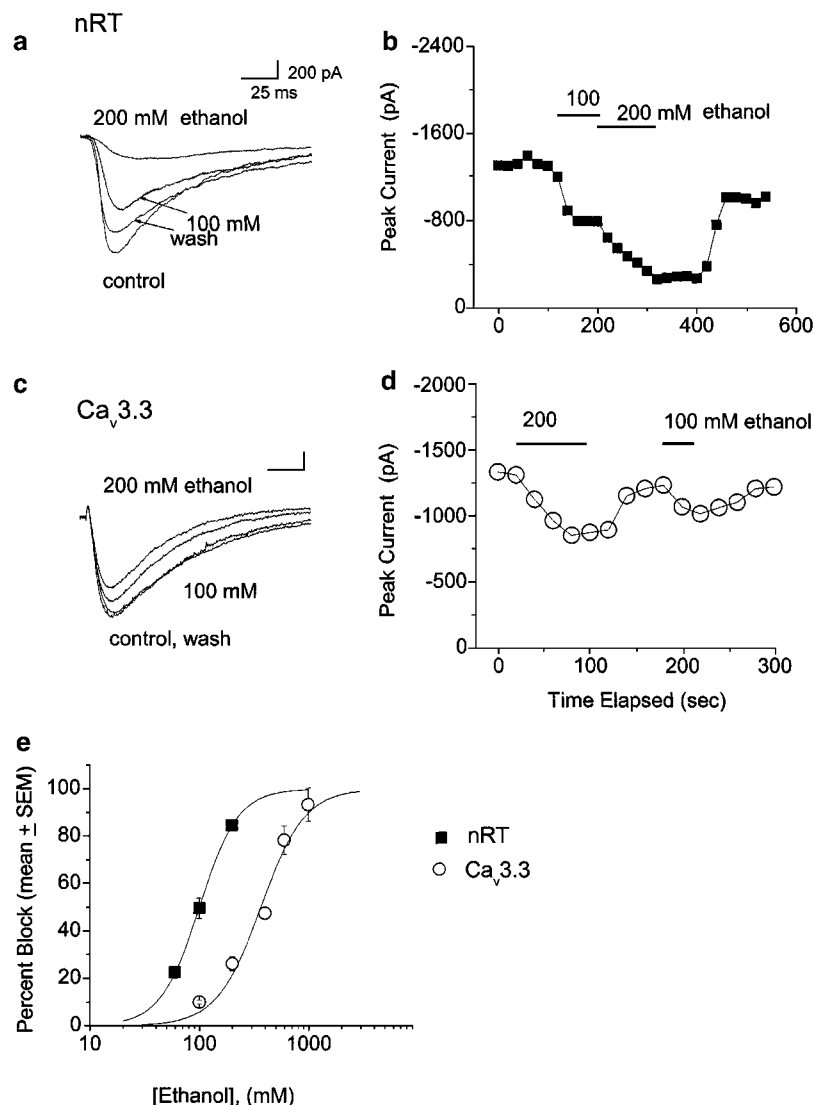 nRT
a
200 pA
25 ms
200 mM ethanol
100 mM
wash
control
b
Peak Current (pA)
-2400
-1600
-800
0
100
200 mM ethanol
0 200 400 600
c
Ca_v3.3
200 mM ethanol
100 mM
control, wash
d
Peak Current (pA)
-2000
-1500
-1000
-500
0
200
100 mM ethanol
0 100 200 300
Time Elapsed (sec)
e
Percent Block (mean ± SEM)
100
80
60
40
20
0
10 100 1000
[Ethanol], (mM)
nRT
Ca_v3.3